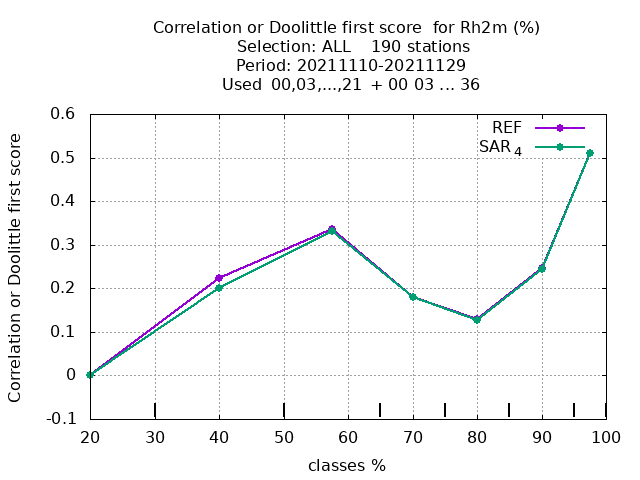 Correlation or Doolittle first score  for Rh2m (%)
Selection: ALL    190 stations
Period: 20211110-20211129
Used  00,03,...,21  + 00 03 ... 36
Correlation or Doolittle first score
0.6
0.5
0.4
0.3
0.2
0.1
0
-0.1
REF
SAR 4
20 30 40 50 60 70 80 90 100
classes %